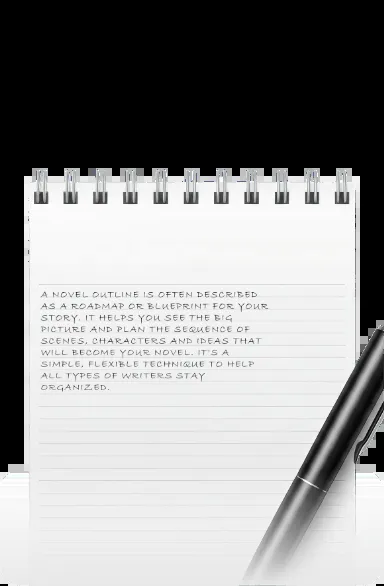 A NOVEL OUTLINE IS OFTEN DESCRIBED
AS A ROADMAP OR BLUEPRINT FOR YOUR
STORY. IT HELPS YOU SEE THE BIG
PICTURE AND PLAN THE SEQUENCE OF
SCENES, CHARACTERS AND IDEAS THAT
WILL BECOME YOUR NOVEL. IT'S A
SIMPLE, FLEXIBLE TECHNIQUE TO HELP
ALL TYPES OF WRITERS STAY
ORGANIZED.